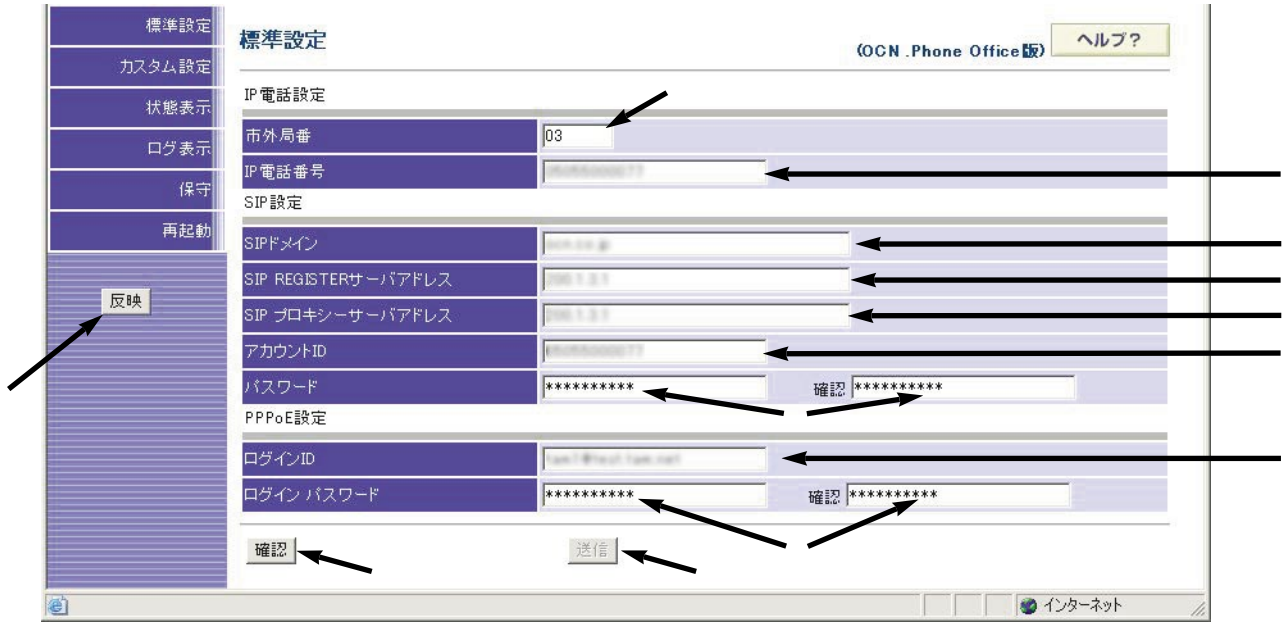 標準設定
カスタム設定
状態表示
ログ表示
保守
再起動
反映
標準設定
(OCN .Phone Office版)
ヘルプ?
IP電話設定
市外局番 03
IP電話番号
SIP設定
SIPドメイン
SIP REGISTERサーバアドレス
SIP プロキシーサーバアドレス
アカウントID
パスワード ********** 確認 **********
PPPoE設定
ログインID
ログイン パスワード ********** 確認 **********
確認 送信
インターネット